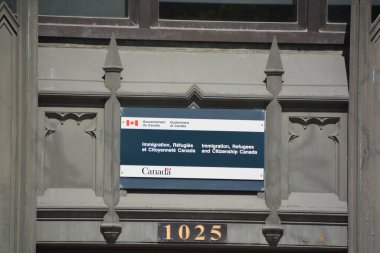 Gouvernement du Canada
Government of Canada
Immigration, Réfugiés
et Citoyenneté Canada
Immigration, Refugees
and Citizenship Canada
Canada
1025